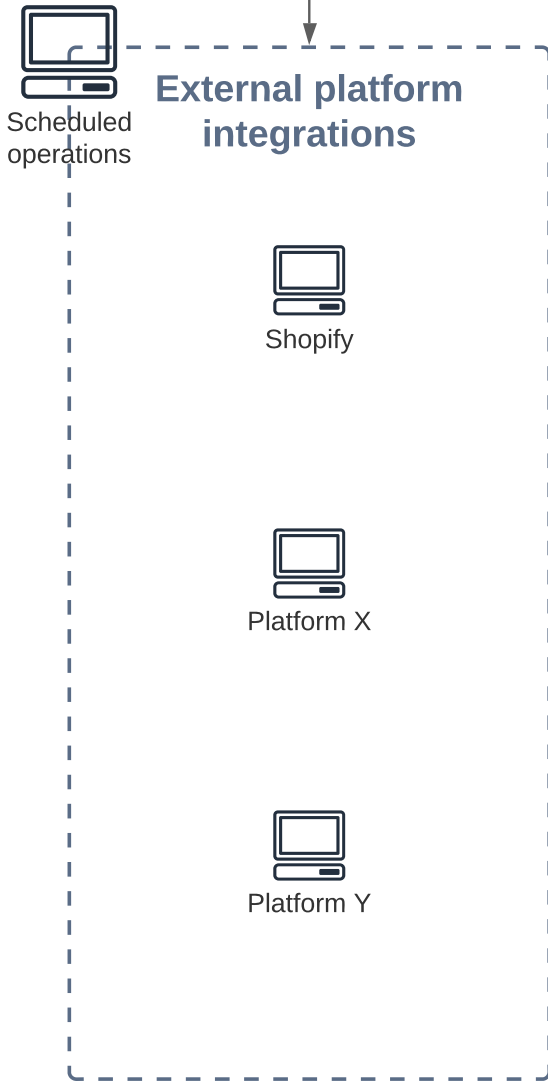 Scheduled
operations
External platform
integrations
Shopify
Platform X
Platform Y